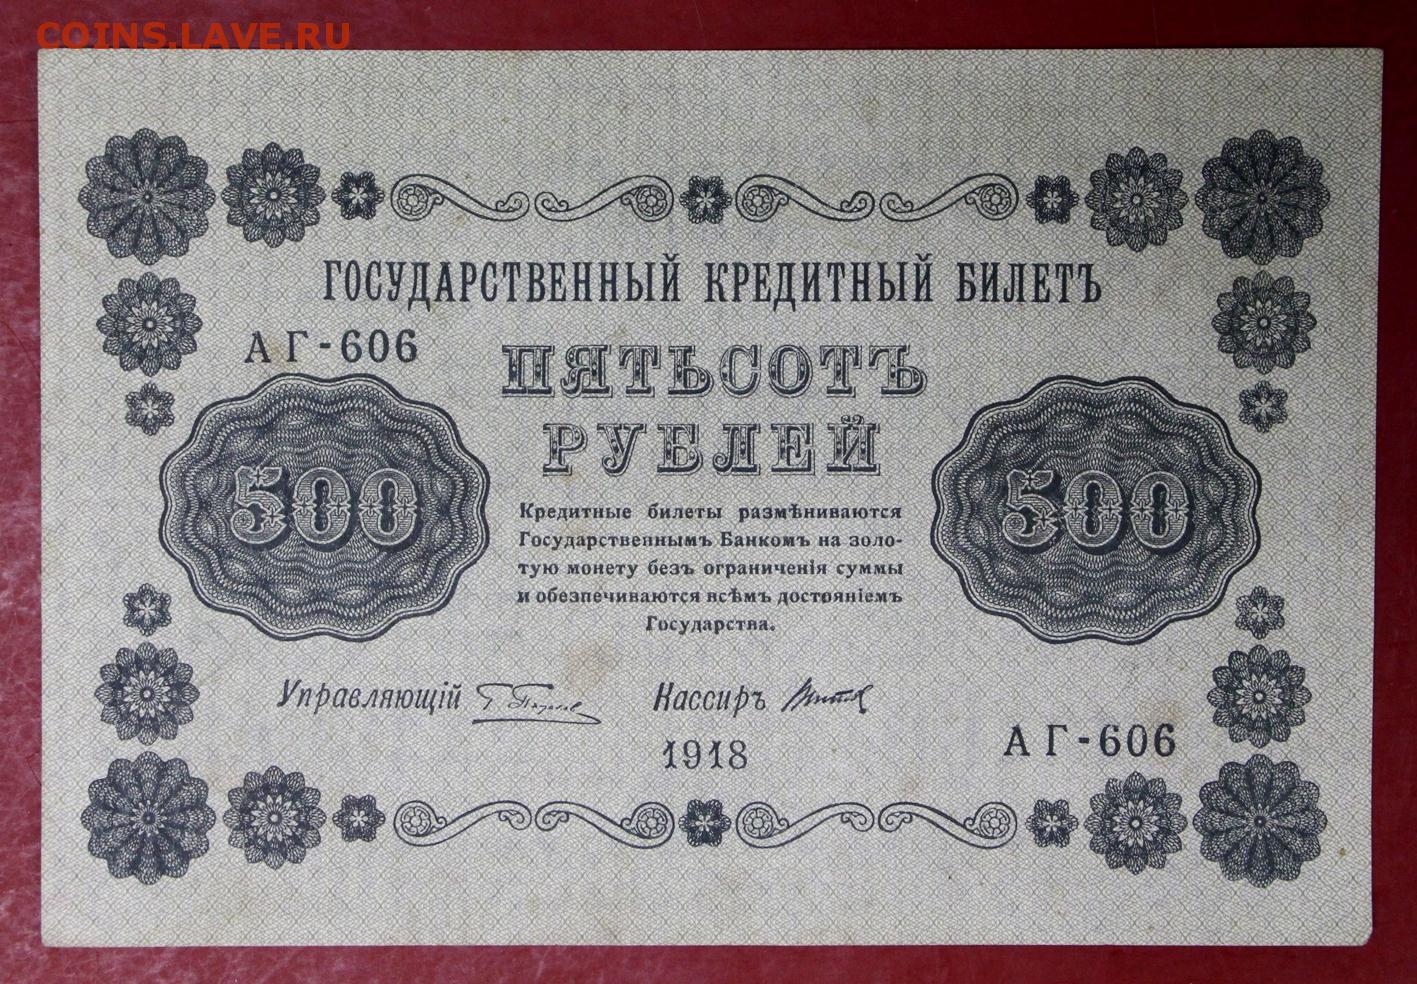 COINS.LAVE.RU
ГОСУДАРСТВЕННЫЙ КРЕДИТНЫЙ БИЛЕТЪ
АГ-606
ПЯТЬСОТЪ
РУБЛЕЙ
500
500
Кредитные билеты размѣниваются
Государственнымъ Банкомъ на золо-
тую монету безъ ограниченія суммы
и обезпечиваются всѣмъ достояніемъ
Государства.
Управляющій
Кассиръ
1918
АГ-606